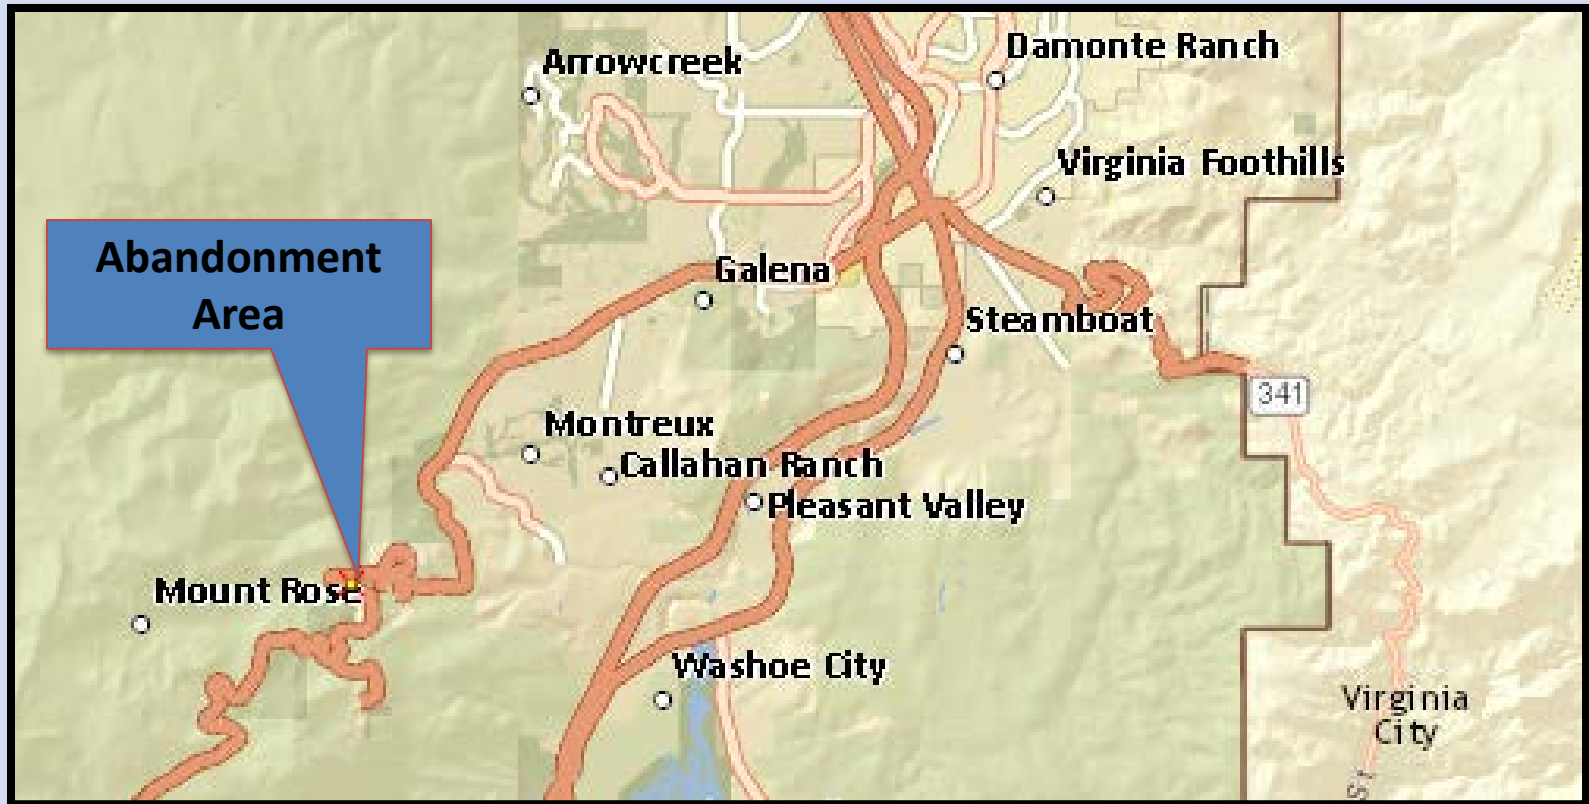 Damonte Ranch
Arrowcreek
Virginia Foothills
Abandonment
Area
Galena
Steamboat
341
Montreux
Callahan Ranch
Pleasant Valley
Mount Rose
Washoe City
Virginia
City
St